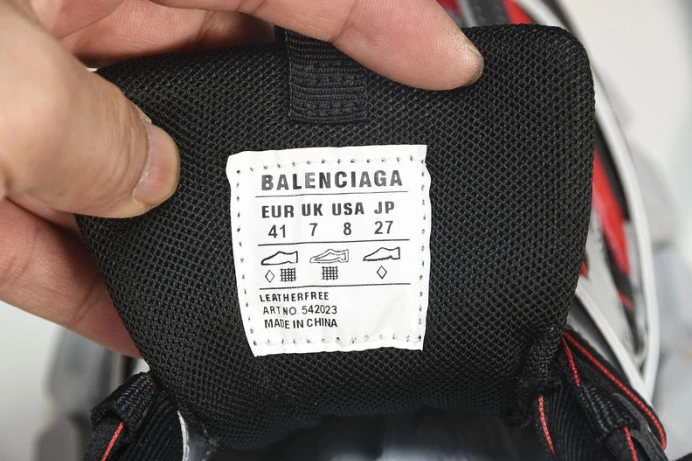 BALENCIAGA
EUR UK USA JP
41 7 8 27
LEATHERFREE
ART NO. 542023
MADE IN CHINA